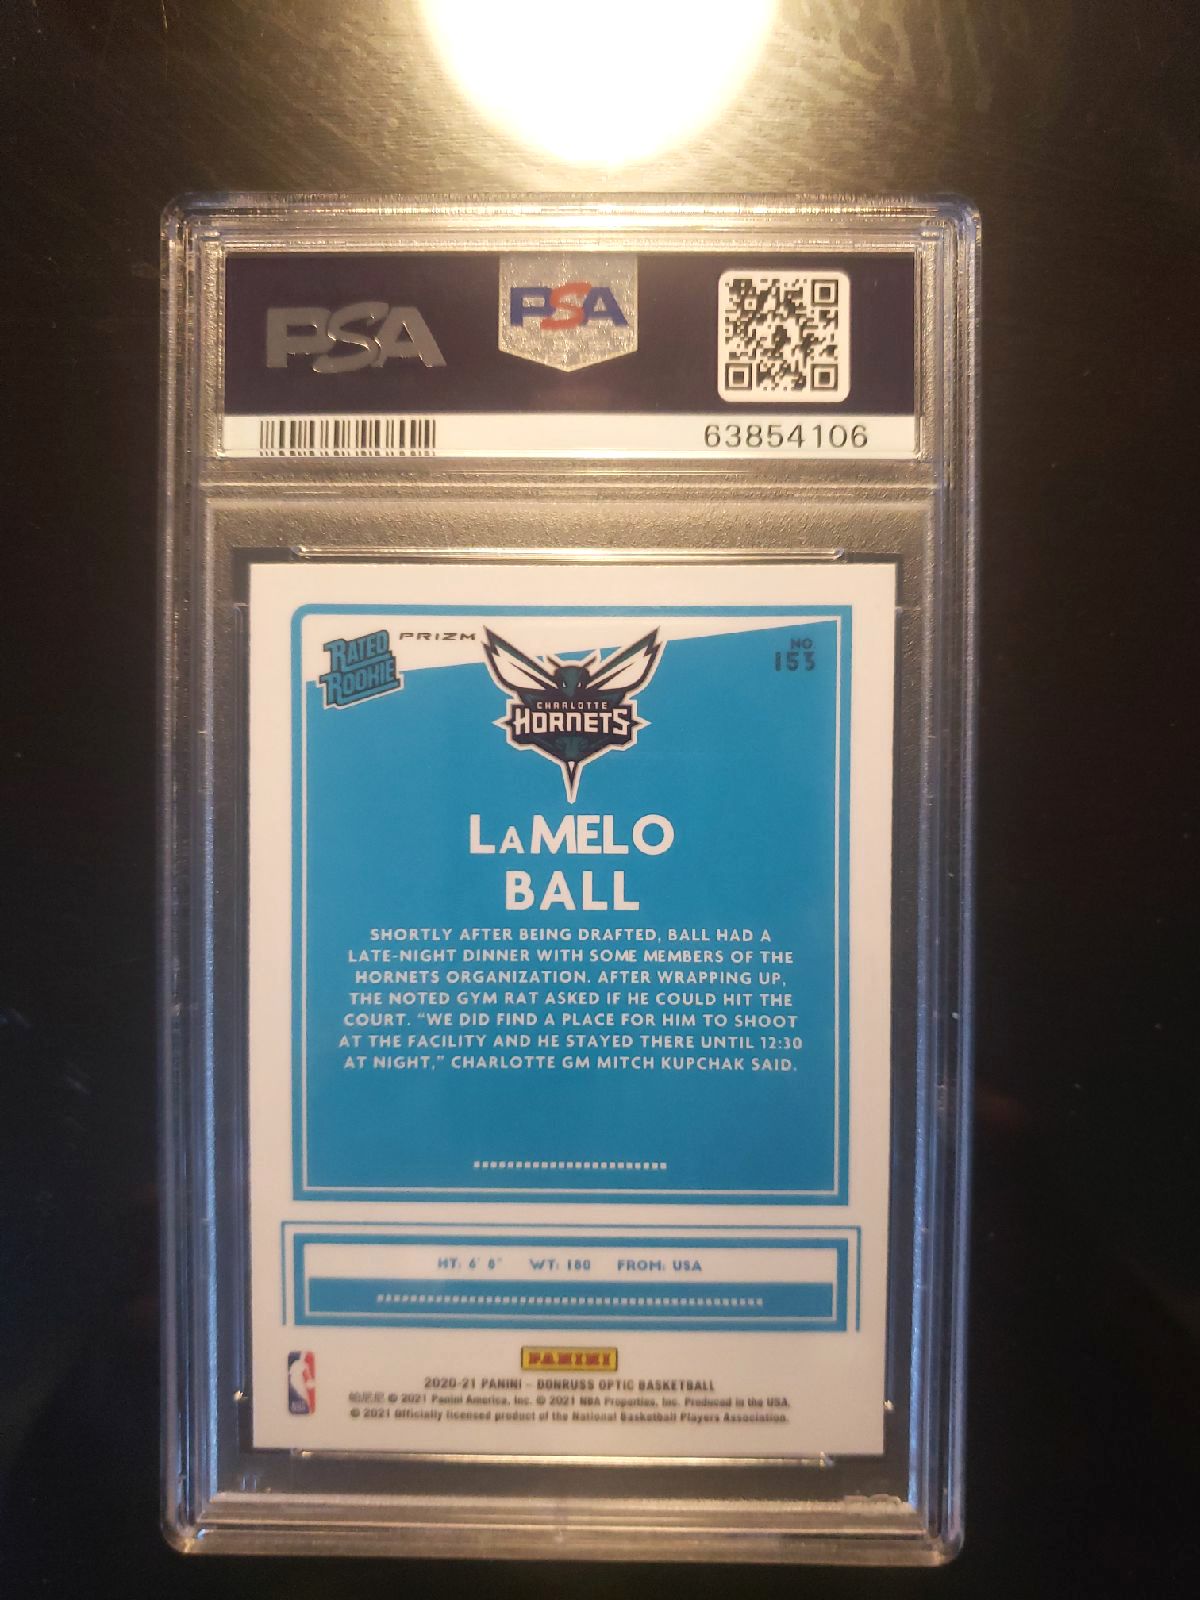 PSA
PSA
63854106
RATED
ROOKIE
PRIZM
NO.
153
CHARLOTTE
HORNETS
LaMELO
BALL
SHORTLY AFTER BEING DRAFTED, BALL HAD A
LATE-NIGHT DINNER WITH SOME MEMBERS OF THE
HORNETS ORGANIZATION. AFTER WRAPPING UP,
THE NOTED GYM RAT ASKED IF HE COULD HIT THE
COURT. “WE DID FIND A PLACE FOR HIM TO SHOOT
AT THE FACILITY AND HE STAYED THERE UNTIL 12:30
AT NIGHT,” CHARLOTTE GM MITCH KUPCHAK SAID.
HT: 6' 8" WT: 180 FROM: USA
PANINI
2020-21 PANINI – DONRUSS OPTIC BASKETBALL
© 2021 Panini America, Inc. © 2021 NBA Properties, Inc. Produced in the USA.
© 2021 Officially licensed product of the National Basketball Players Association.